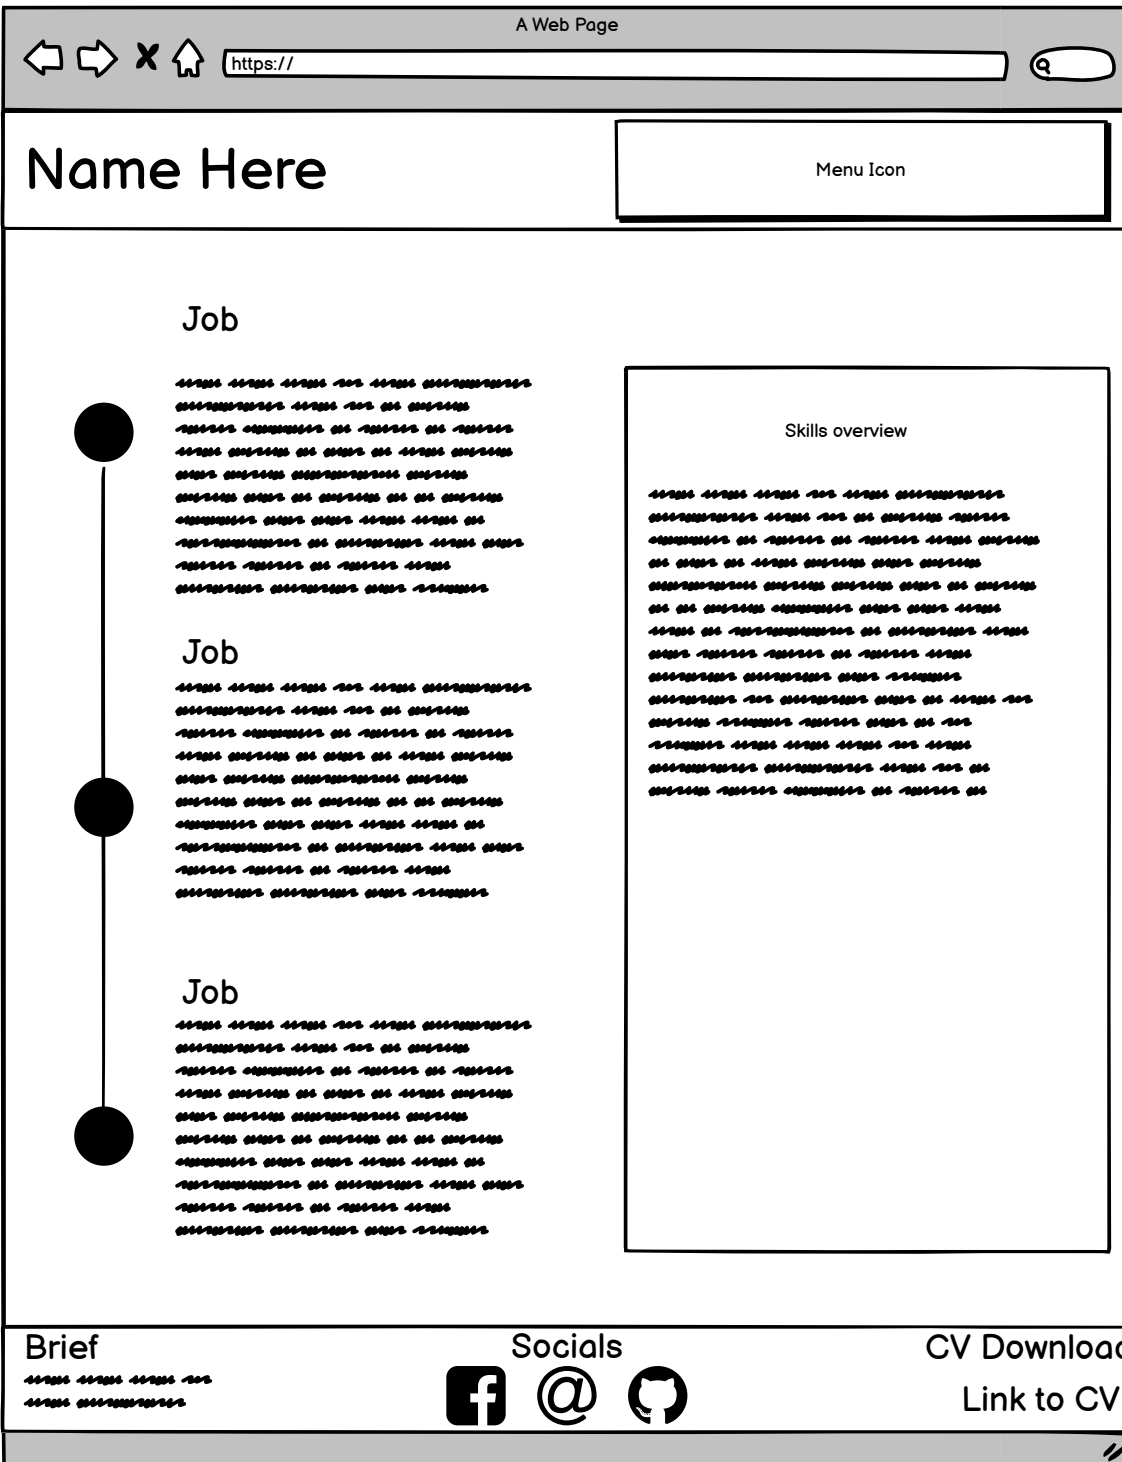 A Web Page
https://
Name Here
Menu Icon
Job
Skills overview
Job
Job
Brief
Socials
CV Download
Link to CV